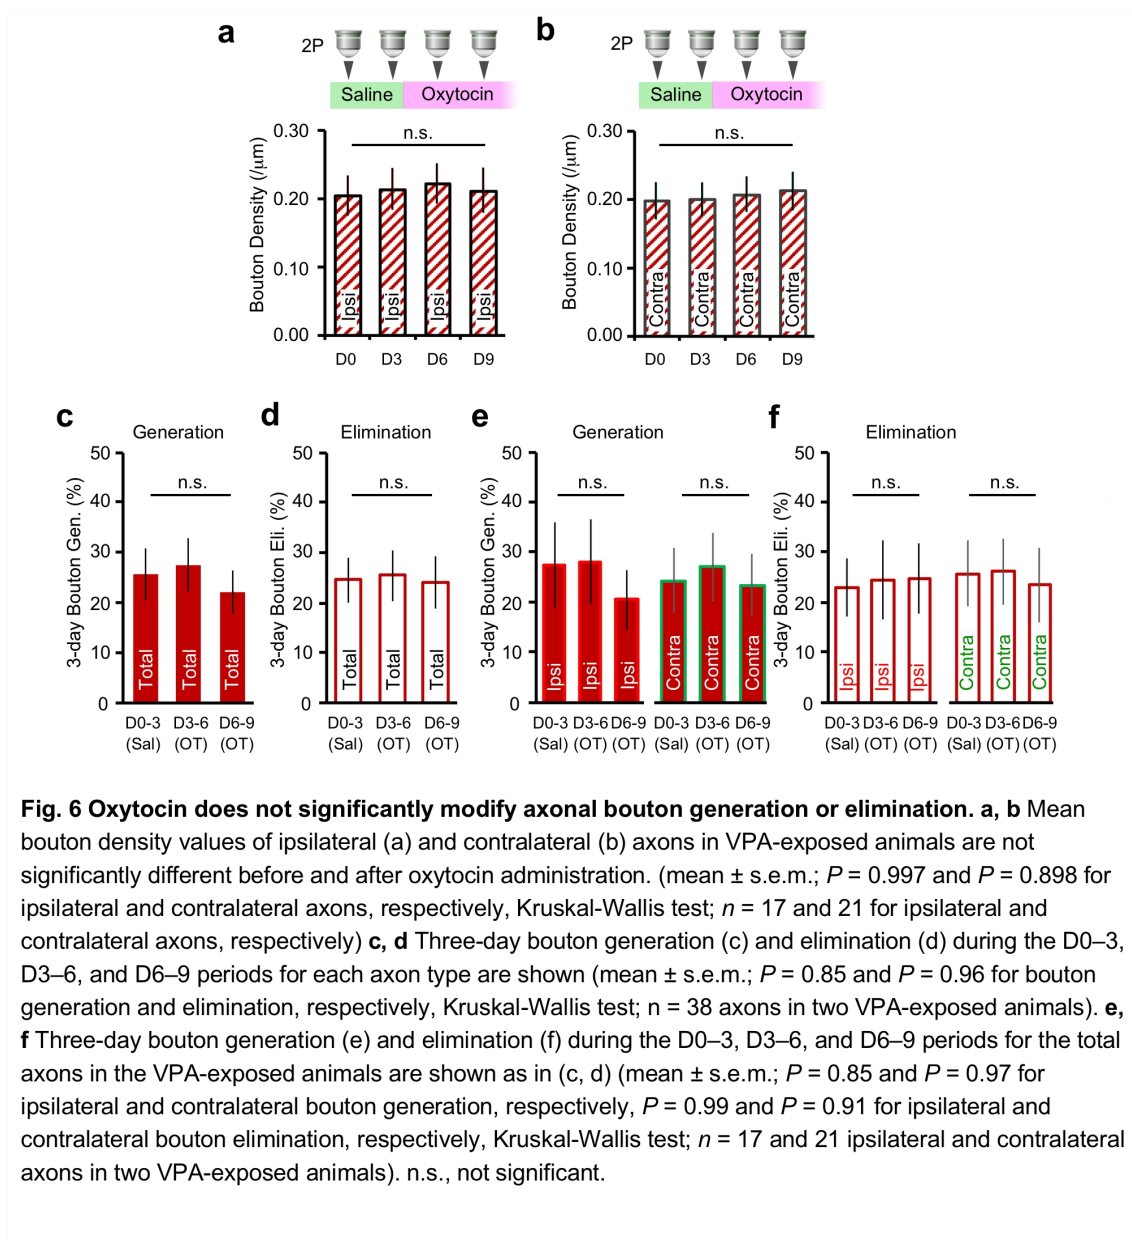 a
2P
Saline
Oxytocin
Bouton Density (/μm)
0.30
0.20
0.10
0.00
n.s.
Ipsi
Ipsi
Ipsi
Ipsi
D0
D3
D6
D9
b
2P
Saline
Oxytocin
Bouton Density (/μm)
0.30
0.20
0.10
0.00
n.s.
Contra
Contra
Contra
Contra
D0
D3
D6
D9
c
Generation
3-day Bouton Gen. (%)
50
40
30
20
10
0
n.s.
Total
Total
Total
D0-3 D3-6 D6-9
(Sal) (OT) (OT)
d
Elimination
3-day Bouton Eli. (%)
50
40
30
20
10
0
n.s.
Total
Total
Total
D0-3 D3-6 D6-9
(Sal) (OT) (OT)
e
Generation
3-day Bouton Gen. (%)
50
40
30
20
10
0
n.s.
n.s.
Ipsi
Ipsi
Ipsi
Contra
Contra
Contra
D0-3 D3-6 D6-9 D0-3 D3-6 D6-9
(Sal) (OT) (OT) (Sal) (OT) (OT)
f
Elimination
3-day Bouton Eli. (%)
50
40
30
20
10
0
n.s.
n.s.
Ipsi
Ipsi
Ipsi
Contra
Contra
Contra
D0-3 D3-6 D6-9 D0-3 D3-6 D6-9
(Sal) (OT) (OT) (Sal) (OT) (OT)
Fig. 6 Oxytocin does not significantly modify axonal bouton generation or elimination. a, b Mean
bouton density values of ipsilateral (a) and contralateral (b) axons in VPA-exposed animals are not
significantly different before and after oxytocin administration. (mean ± s.e.m.; P = 0.997 and P = 0.898 for
ipsilateral and contralateral axons, respectively, Kruskal-Wallis test; n = 17 and 21 for ipsilateral and
contralateral axons, respectively) c, d Three-day bouton generation (c) and elimination (d) during the D0–3,
D3–6, and D6–9 periods for each axon type are shown (mean ± s.e.m.; P = 0.85 and P = 0.96 for bouton
generation and elimination, respectively, Kruskal-Wallis test; n = 38 axons in two VPA-exposed animals). e,
f Three-day bouton generation (e) and elimination (f) during the D0–3, D3–6, and D6–9 periods for the total
axons in the VPA-exposed animals are shown as in (c, d) (mean ± s.e.m.; P = 0.85 and P = 0.97 for
ipsilateral and contralateral bouton generation, respectively, P = 0.99 and P = 0.91 for ipsilateral and
contralateral bouton elimination, respectively, Kruskal-Wallis test; n = 17 and 21 ipsilateral and contralateral
axons in two VPA-exposed animals). n.s., not significant.